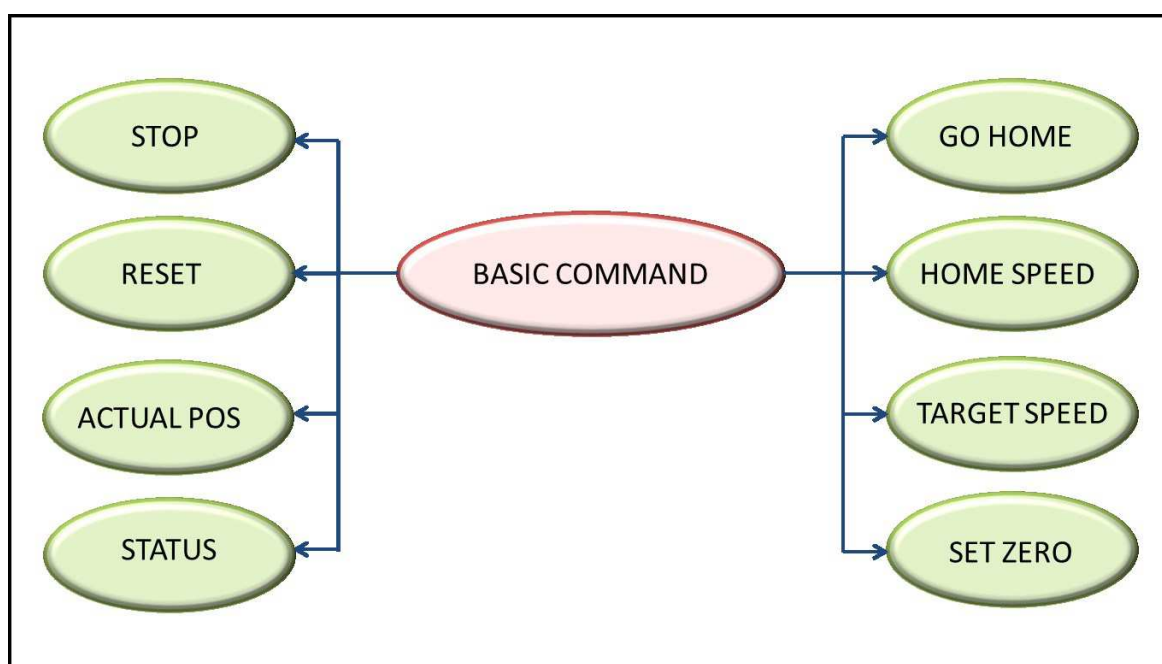 STOP
RESET
ACTUAL POS
STATUS
BASIC COMMAND
GO HOME
HOME SPEED
TARGET SPEED
SET ZERO